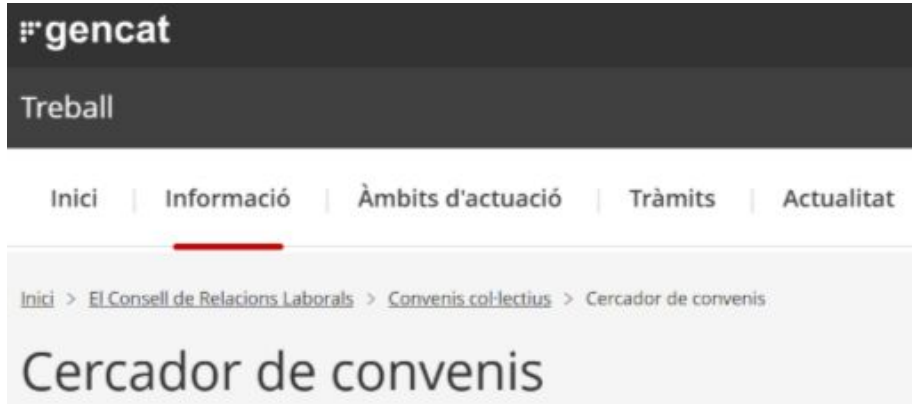 gencat
Treball
Inici | Informació | Àmbits d'actuació | Tràmits | Actualitat
Inici > El Consell de Relacions Laborals > Convenis col·lectius > Cercador de convenis
Cercador de convenis